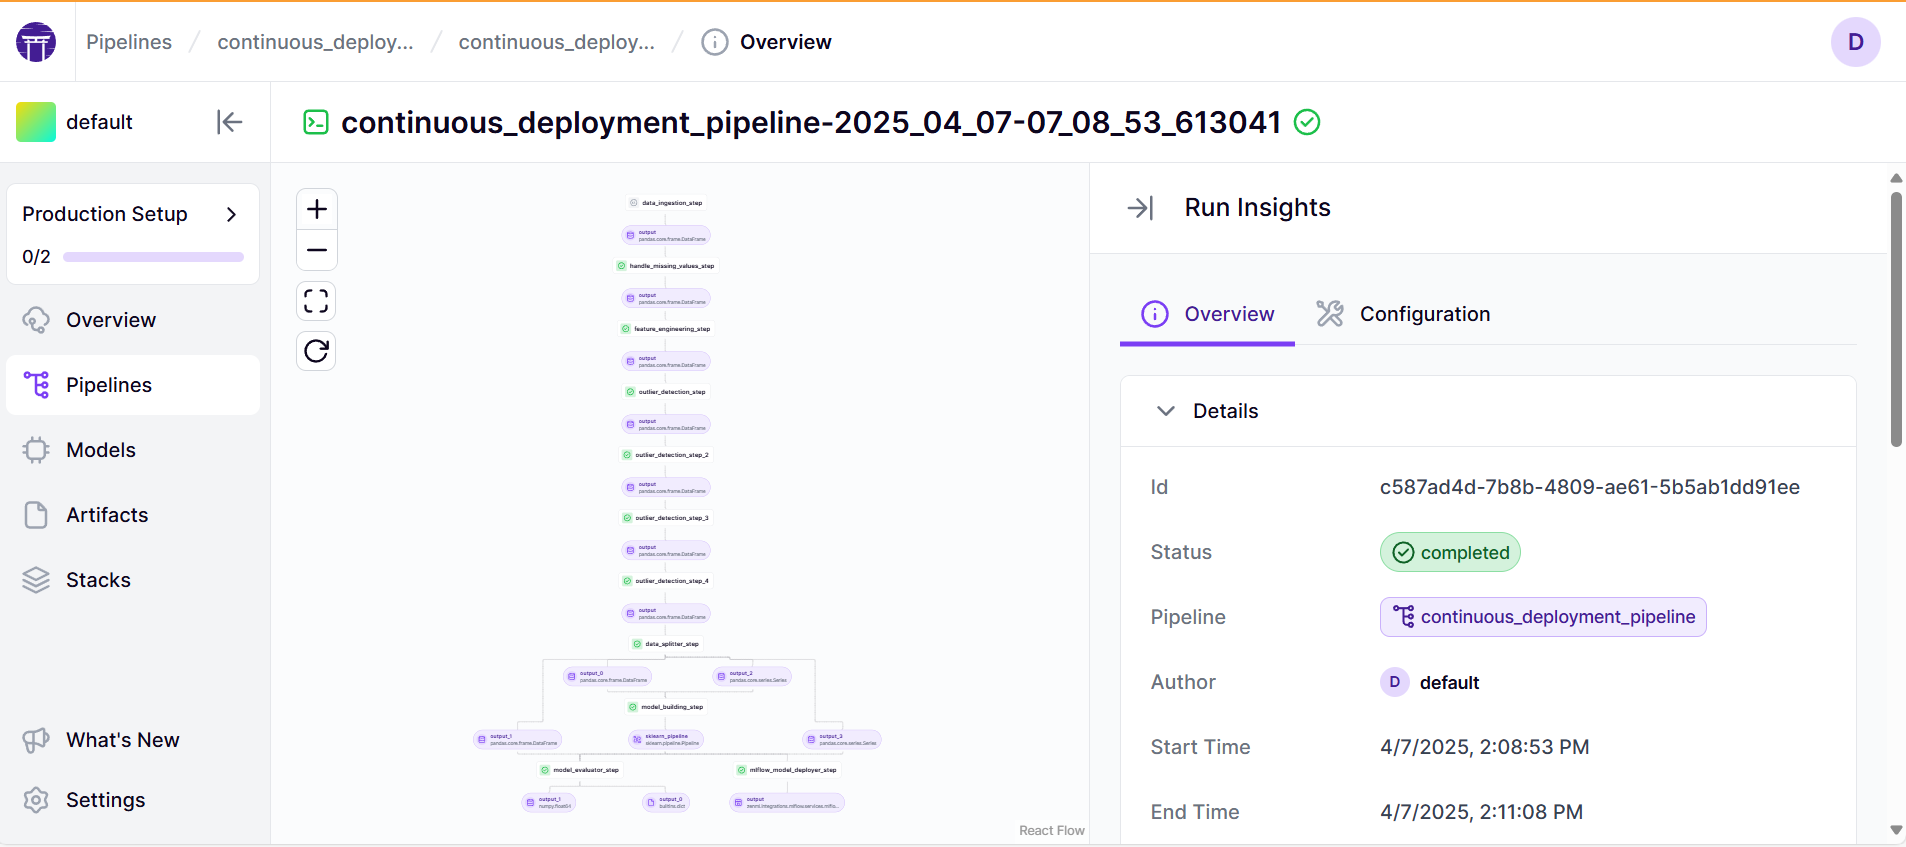 Pipelines / continuous_deploy... / continuous_deploy... / Overview
D
default
continuous_deployment_pipeline-2025_04_07-07_08_53_613041
Production Setup
0/2
Overview
Pipelines
Models
Artifacts
Stacks
What's New
Settings
data_ingestion_step
output
pandas.core.frame.DataFrame
handle_missing_values_step
output
pandas.core.frame.DataFrame
feature_engineering_step
output
pandas.core.frame.DataFrame
outlier_detection_step
output
pandas.core.frame.DataFrame
outlier_detection_step_2
output
pandas.core.frame.DataFrame
outlier_detection_step_3
output
pandas.core.frame.DataFrame
outlier_detection_step_4
output
pandas.core.frame.DataFrame
data_splitter_step
output_0
pandas.core.frame.DataFrame
output_2
pandas.core.series.Series
model_building_step
output_1
pandas.core.frame.DataFrame
sklearn_pipeline
sklearn.pipeline.Pipeline
output_3
pandas.core.series.Series
model_evaluator_step
mlflow_model_deployer_step
output_1
numpy.float64
output_0
builtins.dict
output
zenml.integrations.mlflow.services.mlflo...
React Flow
Run Insights
Overview
Configuration
Details
Id
c587ad4d-7b8b-4809-ae61-5b5ab1dd91ee
Status
completed
Pipeline
continuous_deployment_pipeline
Author
D default
Start Time
4/7/2025, 2:08:53 PM
End Time
4/7/2025, 2:11:08 PM